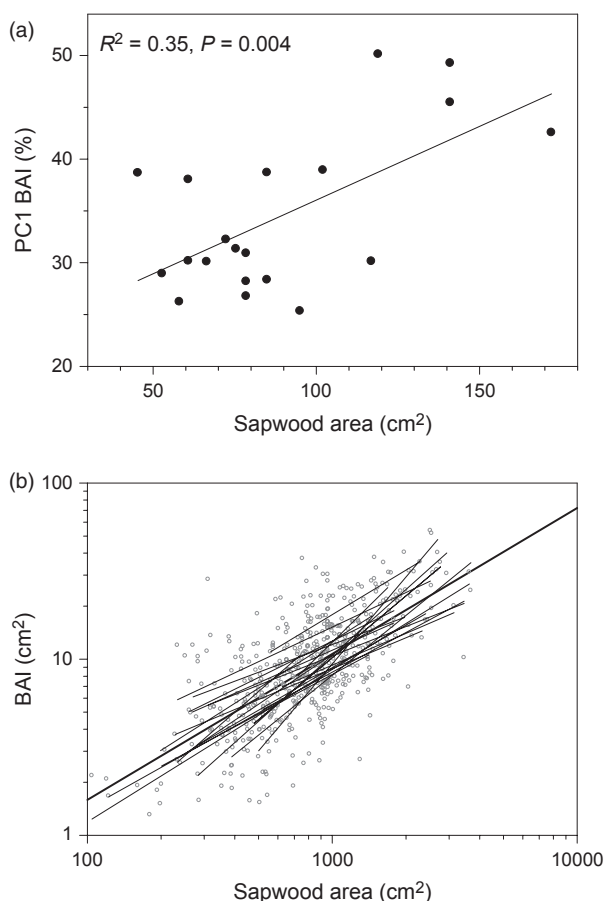 (a)
R² = 0.35, P = 0.004
PC1 BAI (%)
50
40
30
20
50 100 150
Sapwood area (cm²)
(b)
BAI (cm²)
100
10
1
100 1000 10000
Sapwood area (cm²)